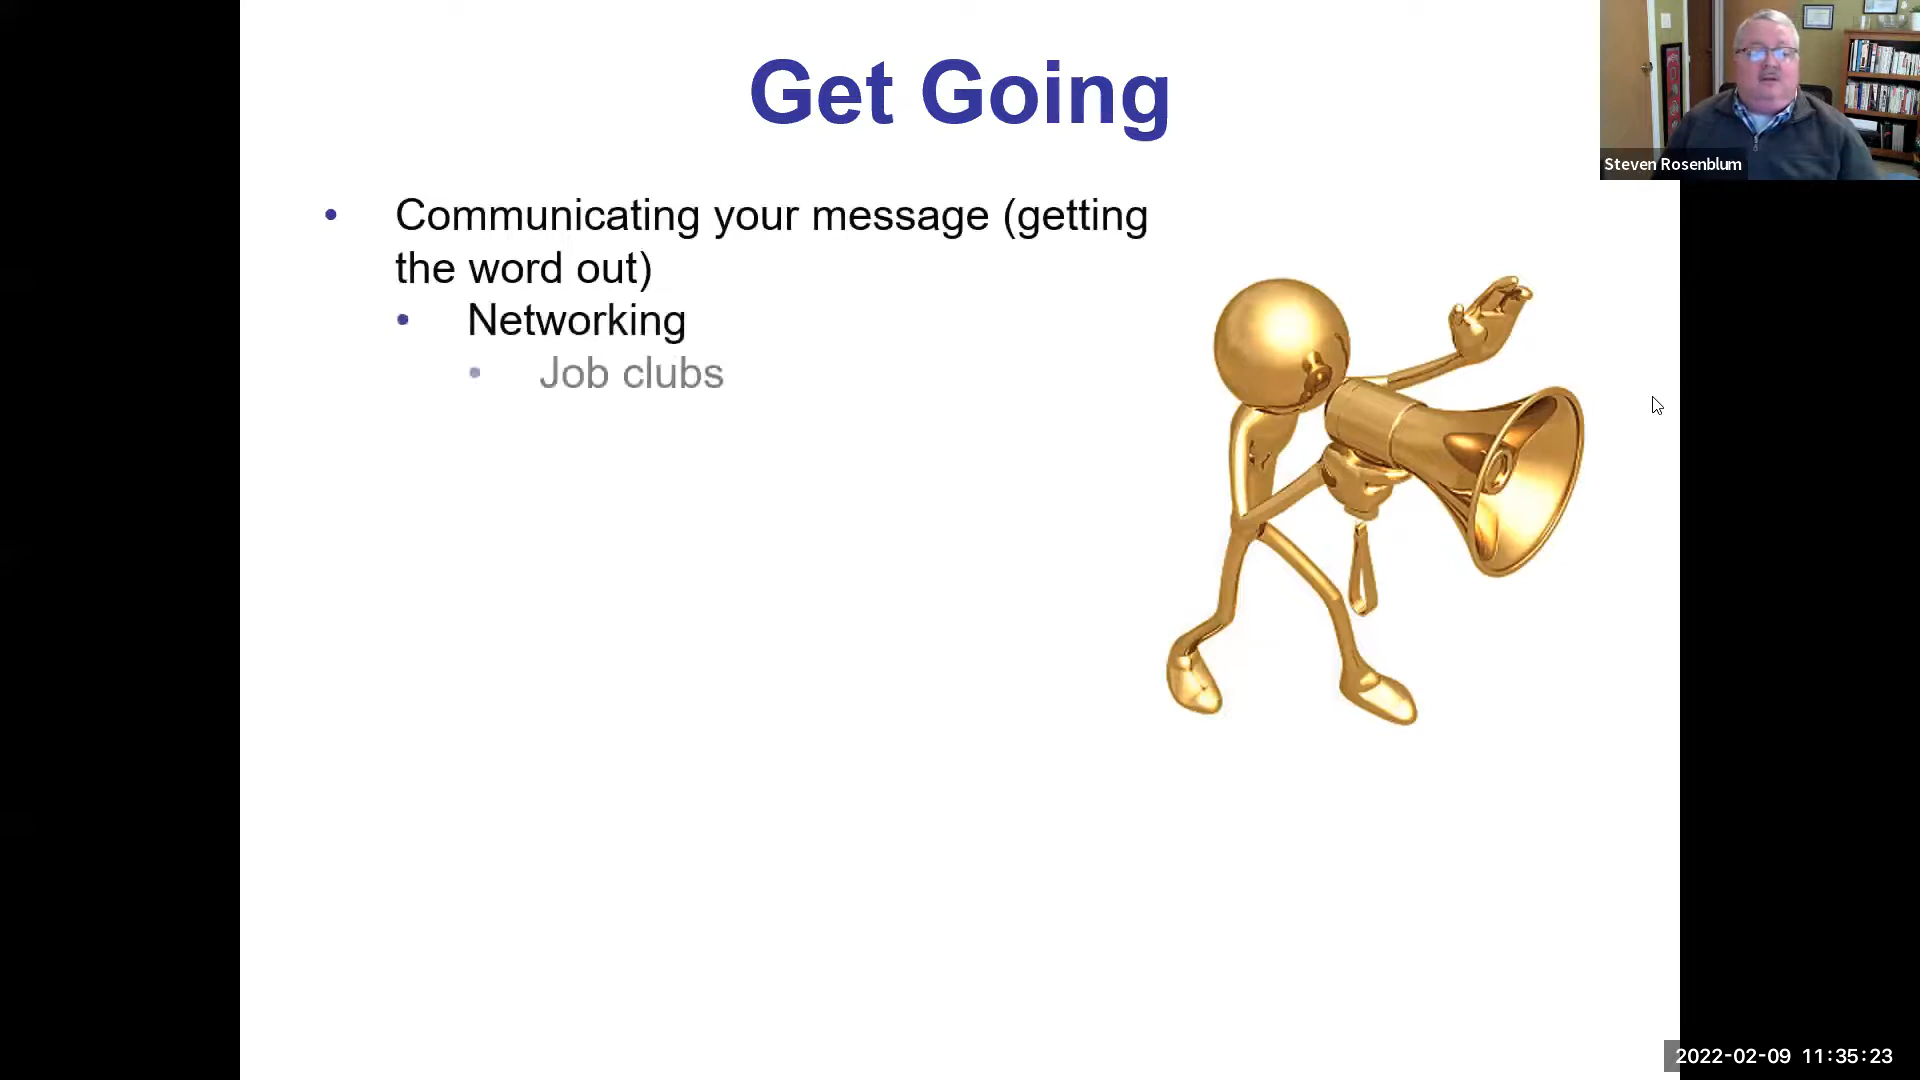 Get Going
Steven Rosenblum
• Communicating your message (getting
the word out)
• Networking
• Job clubs
2022-02-09 11:35:23